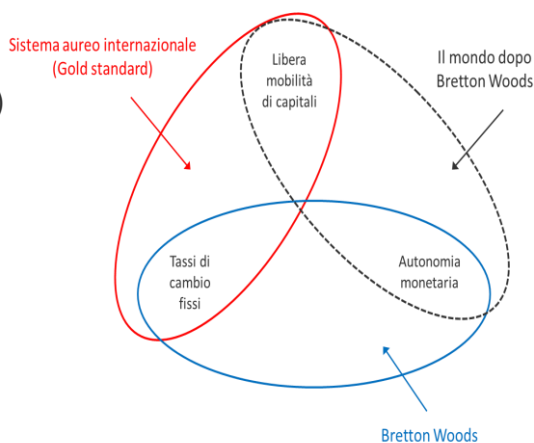 Sistema aureo internazionale
(Gold standard)
Libera
mobilità
di capitali
Il mondo dopo
Bretton Woods
Tassi di
cambio
fissi
Autonomia
monetaria
Bretton Woods